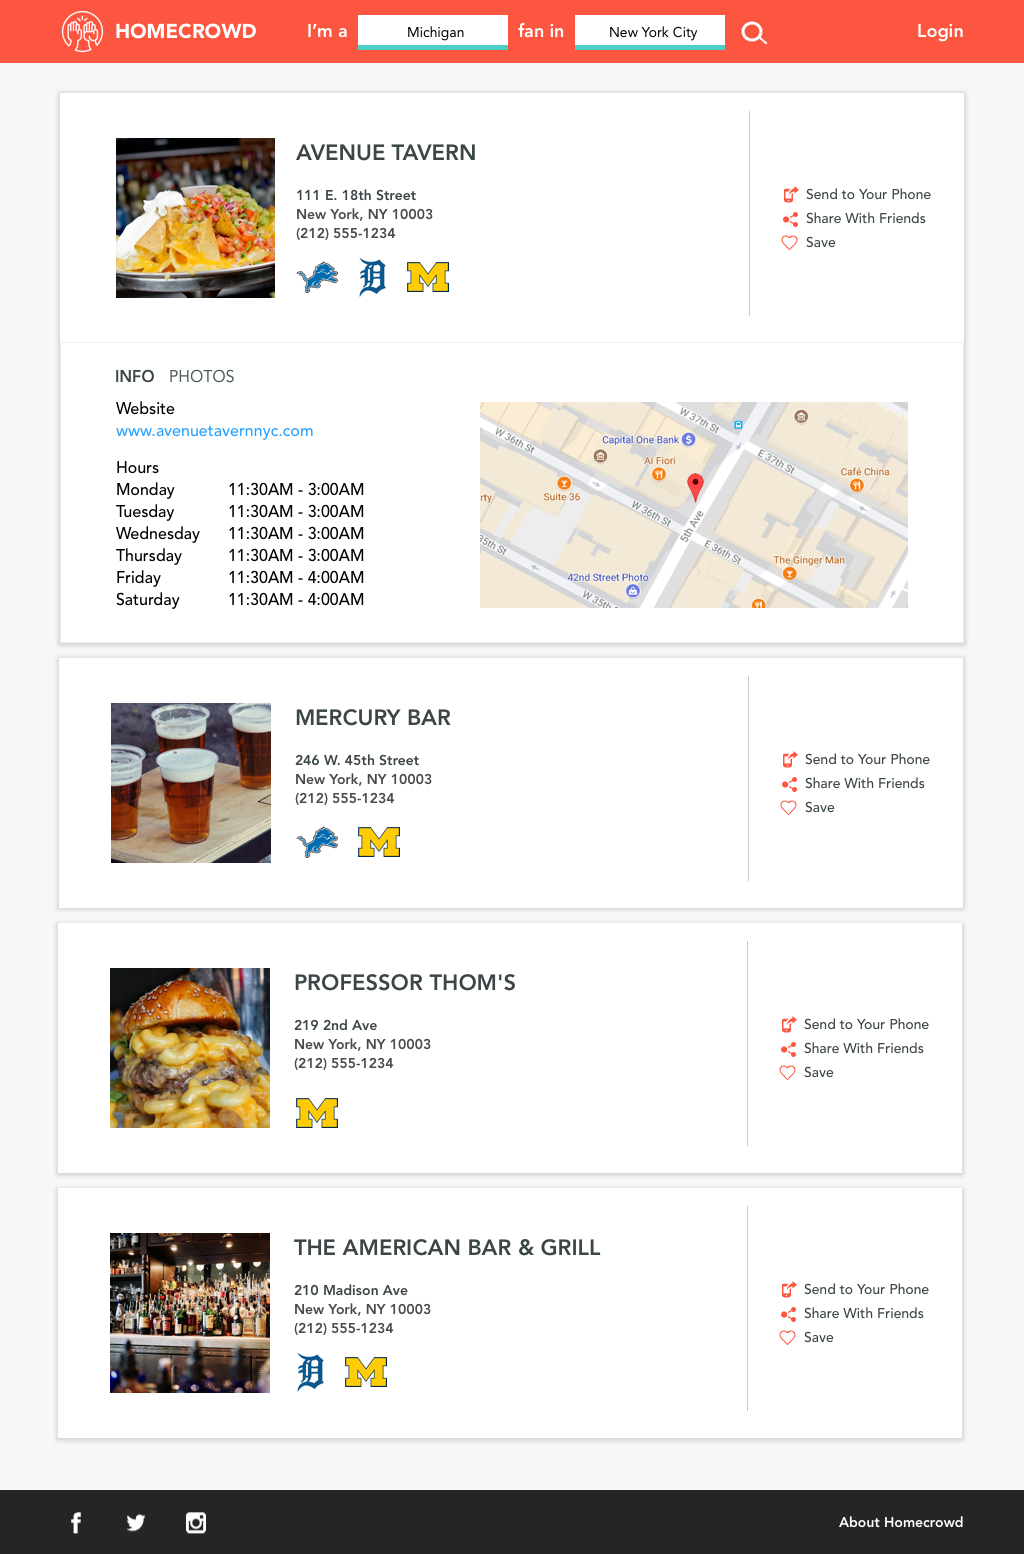 HOMECROWD
I'm a
Michigan
fan in
New York City
Login
AVENUE TAVERN
111 E. 18th Street
New York, NY 10003
(212) 555-1234
D M
Send to Your Phone
Share With Friends
Save
INFO PHOTOS
Website
www.avenuetavernnyc.com
Hours
Monday 11:30AM - 3:00AM
Tuesday 11:30AM - 3:00AM
Wednesday 11:30AM - 3:00AM
Thursday 11:30AM - 3:00AM
Friday 11:30AM - 4:00AM
Saturday 11:30AM - 4:00AM
W 37th St
W 36th St
Capital One Bank
$
Ai Fiori
E 37th St
Café China
rty
Suite 36
W 36th St
5th Ave
35th St
E 36th St
The Ginger Man
42nd Street Photo
W 35th
MERCURY BAR
246 W. 45th Street
New York, NY 10003
(212) 555-1234
M
Send to Your Phone
Share With Friends
Save
PROFESSOR THOM'S
219 2nd Ave
New York, NY 10003
(212) 555-1234
M
Send to Your Phone
Share With Friends
Save
THE AMERICAN BAR & GRILL
210 Madison Ave
New York, NY 10003
(212) 555-1234
D M
Send to Your Phone
Share With Friends
Save
About Homecrowd